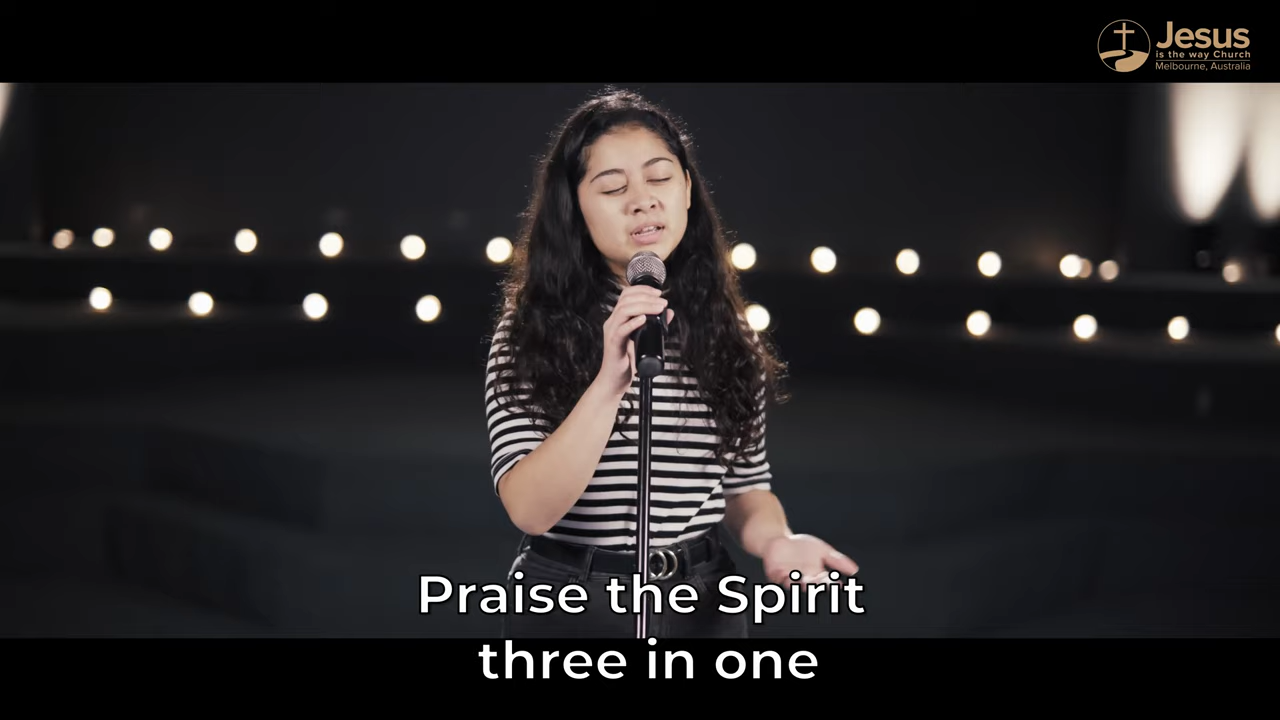 Jesus
is the way Church
Melbourne, Australia
Praise the Spirit
three in one